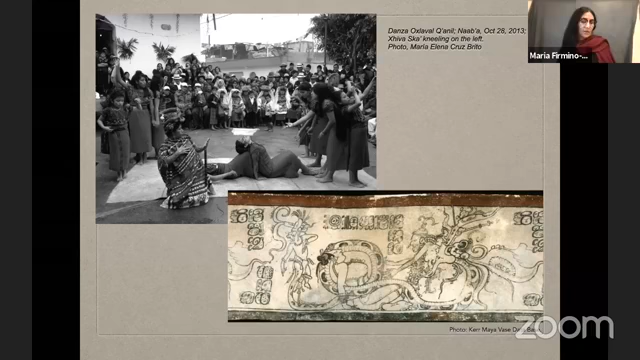 Danza Oxlaval Q'anil; Naab'a, Oct 28, 2013;
Xhiva Ska' kneeling on the left.
Photo, María Elena Cruz Brito
Maria Firmino-...
Photo: Kerr Maya Vase Data Base
zoom